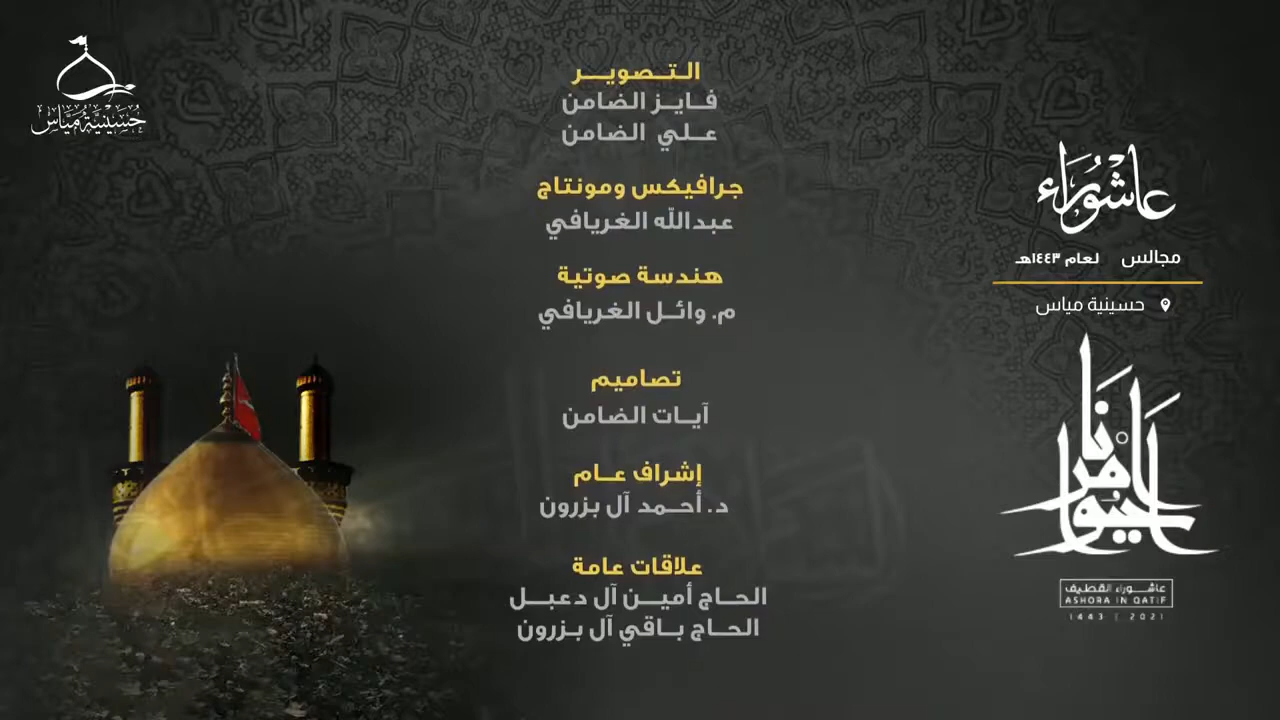 حسينية مياس
التصوير
فايز الضامن
علي الضامن
جرافيكس ومونتاج
عبدالله الغريافي
هندسة صوتية
م. وائل الغريافي
تصاميم
آيات الضامن
إشراف عام
د. أحمد آل بزرون
علاقات عامة
الحاج أمين آل دعبل
الحاج باقي آل بزرون
عاشوراء
مجالس لعام ١٤٤٣هـ
حسينية مياس
عاشوراء القطيف
ASHORA IN QATIF
1443 | 2021